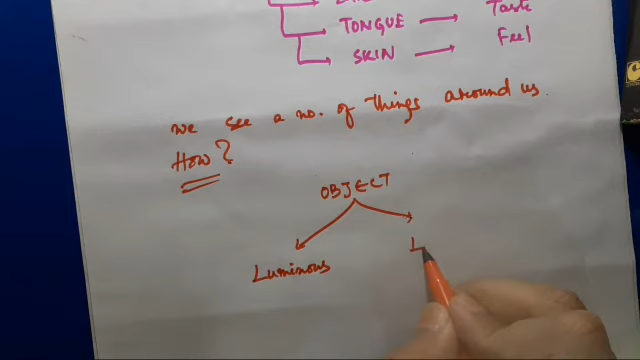 TONGUE → Taste
SKIN → Feel
we see a no. of things around us.
How?
OBJECT
Luminous L